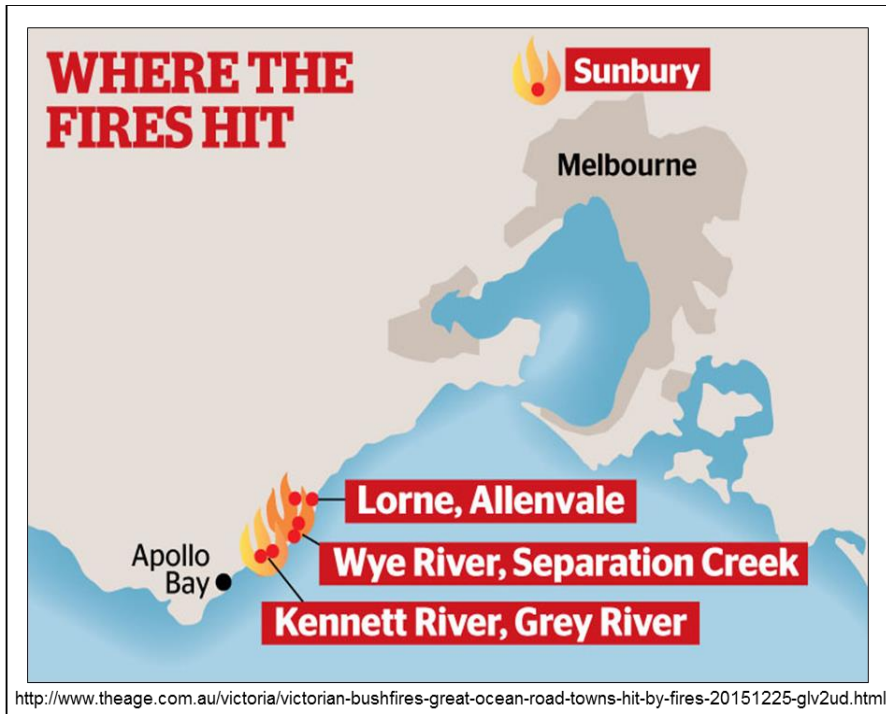 WHERE THE
FIRES HIT
Sunbury
Melbourne
Lorne, Allenvale
Wye River, Separation Creek
Apollo
Bay
Kennett River, Grey River
http://www.theage.com.au/victoria/victorian-bushfires-great-ocean-road-towns-hit-by-fires-20151225-glv2ud.html